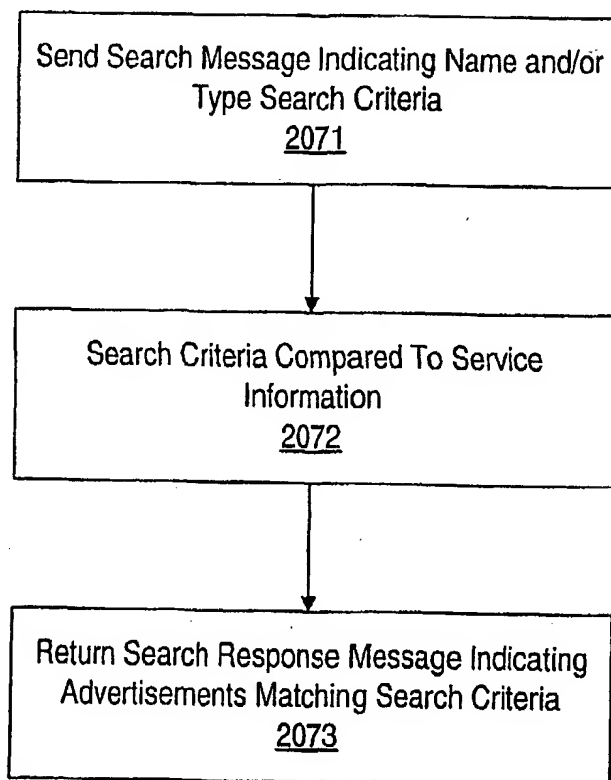 Send Search Message Indicating Name and/or
Type Search Criteria
2071
Search Criteria Compared To Service
Information
2072
Return Search Response Message Indicating
Advertisements Matching Search Criteria
2073